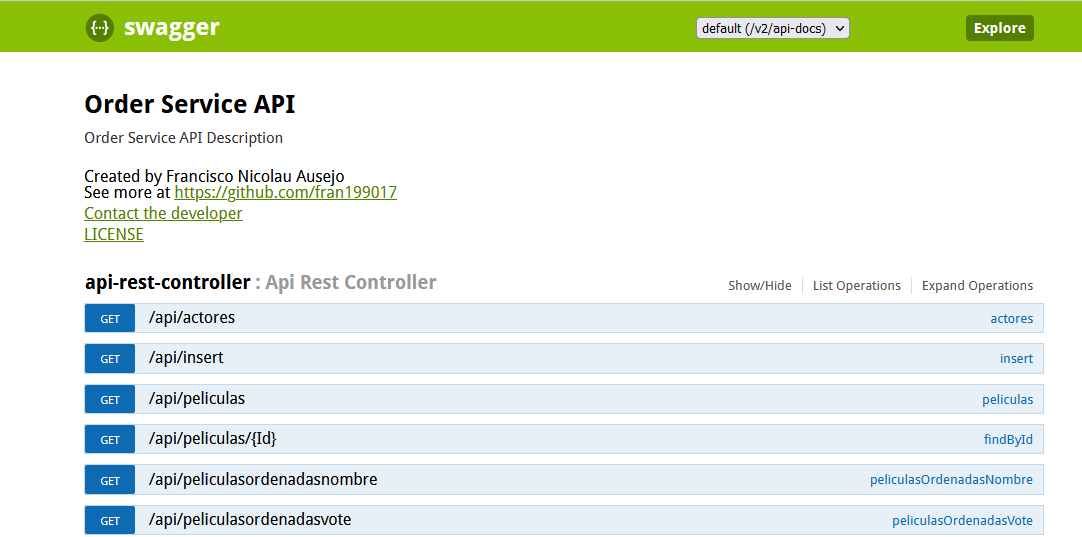 {··} swagger default (/v2/api-docs) Explore
Order Service API
Order Service API Description
Created by Francisco Nicolau Ausejo
See more at https://github.com/fran199017
Contact the developer
LICENSE
api-rest-controller : Api Rest Controller Show/Hide List Operations Expand Operations
GET /api/actores actores
GET /api/insert insert
GET /api/peliculas peliculas
GET /api/peliculas/{Id} findById
GET /api/peliculasordenadasnombre peliculasOrdenadasNombre
GET /api/peliculasordenadasvote peliculasOrdenadasVote